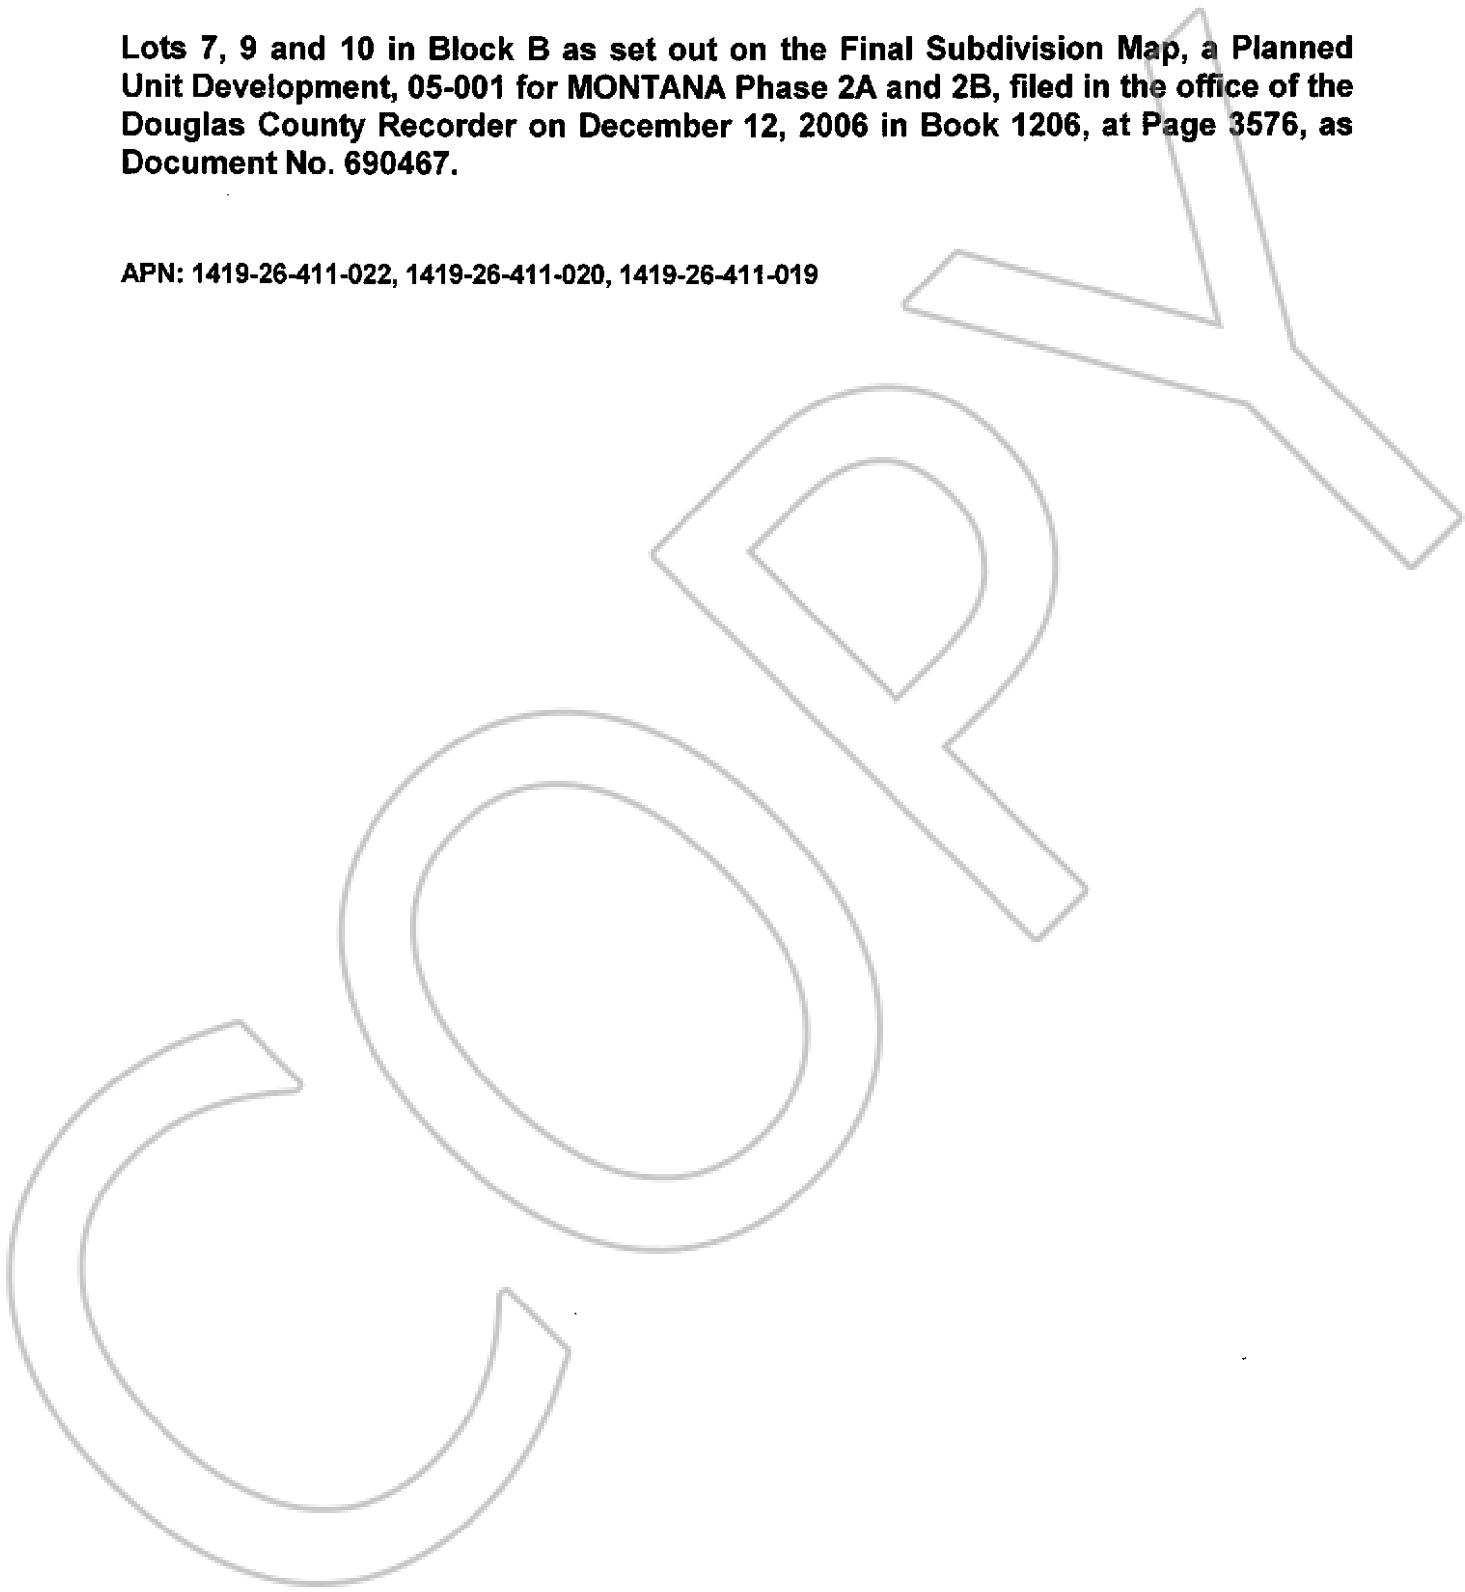 Lots 7, 9 and 10 in Block B as set out on the Final Subdivision Map, a Planned
Unit Development, 05-001 for MONTANA Phase 2A and 2B, filed in the office of the
Douglas County Recorder on December 12, 2006 in Book 1206, at Page 3576, as
Document No. 690467.
APN: 1419-26-411-022, 1419-26-411-020, 1419-26-411-019
COPY